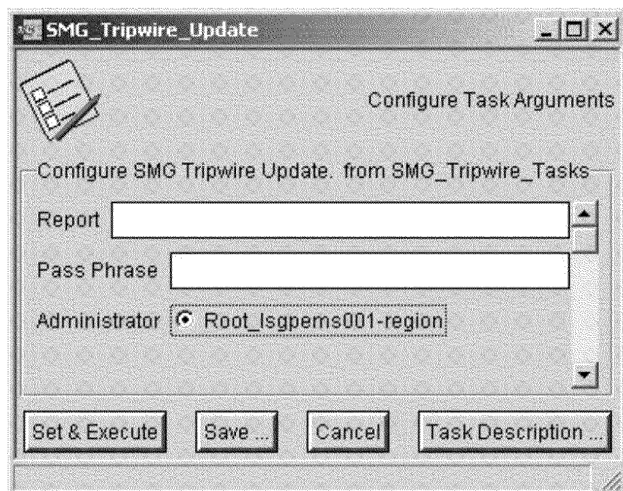 SMG_Tripwire_Update
Configure Task Arguments
Configure SMG Tripwire Update. from SMG_Tripwire_Tasks
Report
Pass Phrase
Administrator Root_lsgpems001-region
Set & Execute Save ... Cancel Task Description ...